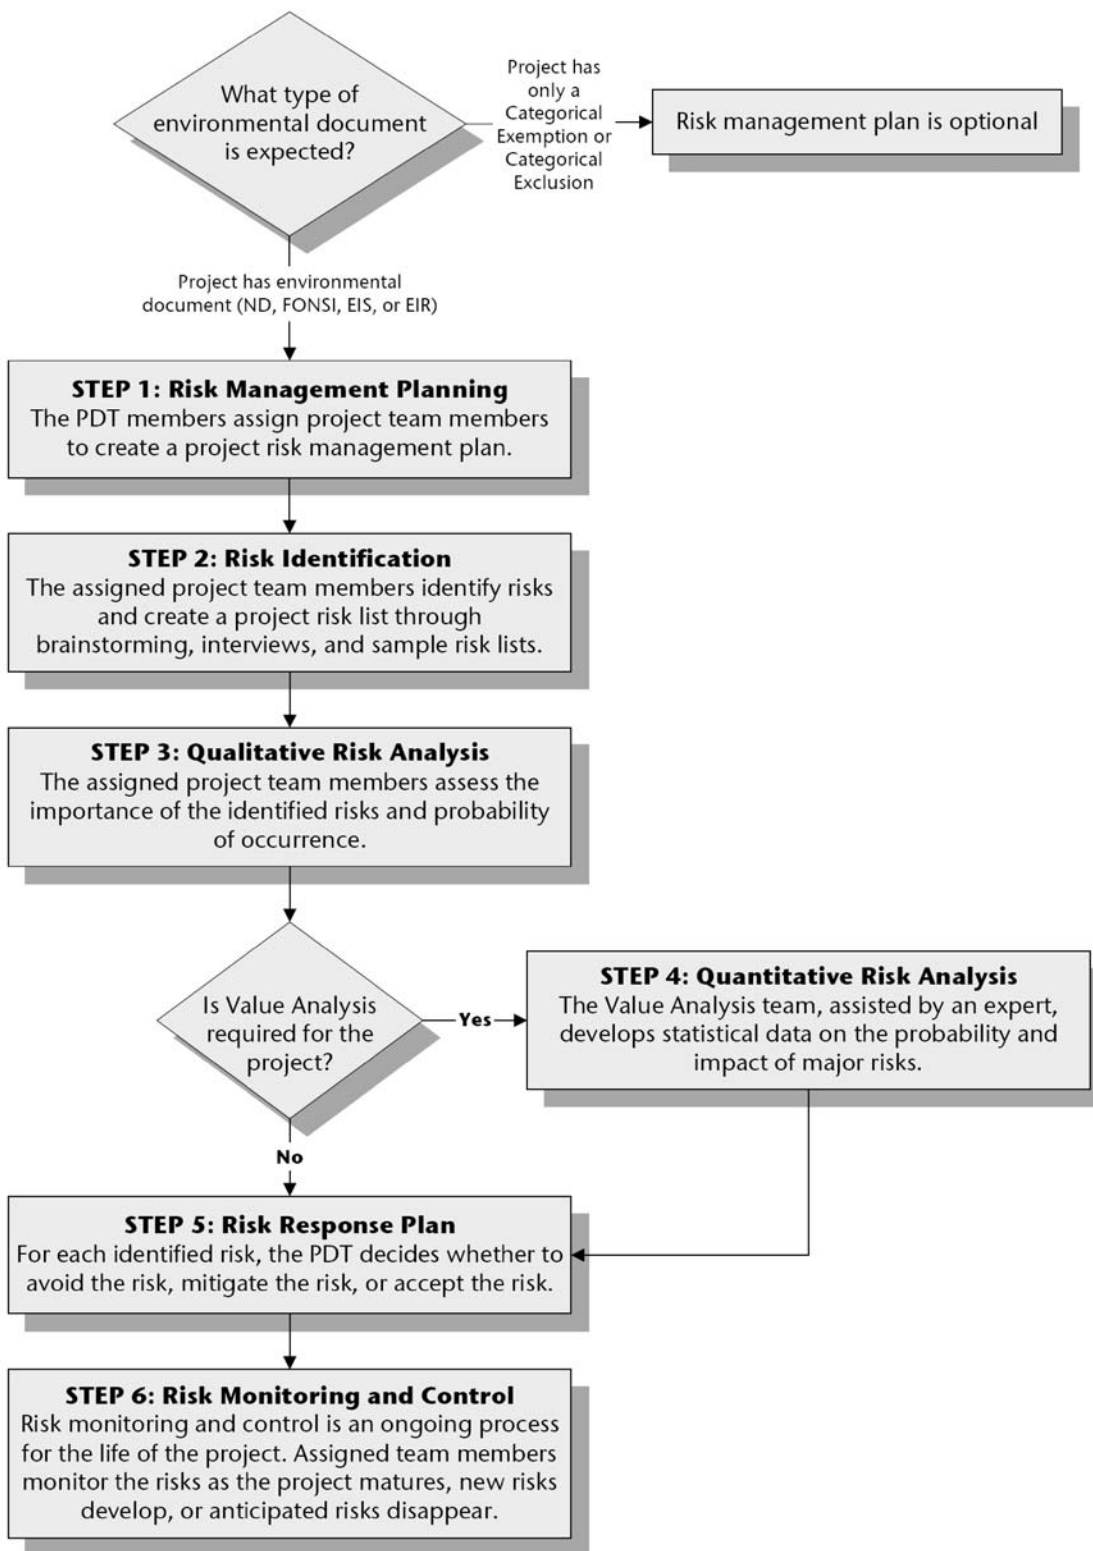 What type of
environmental document
is expected?
Project has
only a
Categorical
Exemption or
Categorical
Exclusion
Risk management plan is optional
Project has environmental
document (ND, FONSI, EIS, or EIR)
STEP 1: Risk Management Planning
The PDT members assign project team members
to create a project risk management plan.
STEP 2: Risk Identification
The assigned project team members identify risks
and create a project risk list through
brainstorming, interviews, and sample risk lists.
STEP 3: Qualitative Risk Analysis
The assigned project team members assess the
importance of the identified risks and probability
of occurrence.
Is Value Analysis
required for the
project?
Yes
STEP 4: Quantitative Risk Analysis
The Value Analysis team, assisted by an expert,
develops statistical data on the probability and
impact of major risks.
No
STEP 5: Risk Response Plan
For each identified risk, the PDT decides whether to
avoid the risk, mitigate the risk, or accept the risk.
STEP 6: Risk Monitoring and Control
Risk monitoring and control is an ongoing process
for the life of the project. Assigned team members
monitor the risks as the project matures, new risks
develop, or anticipated risks disappear.